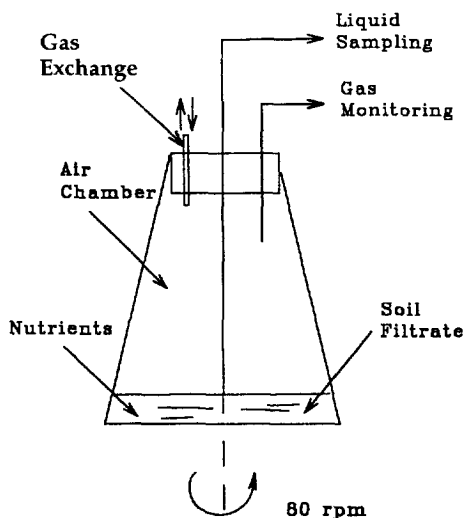 Liquid
Sampling
Gas
Exchange
Gas
Monitoring
Air
Chamber
Nutrients
Soil
Filtrate
80 rpm